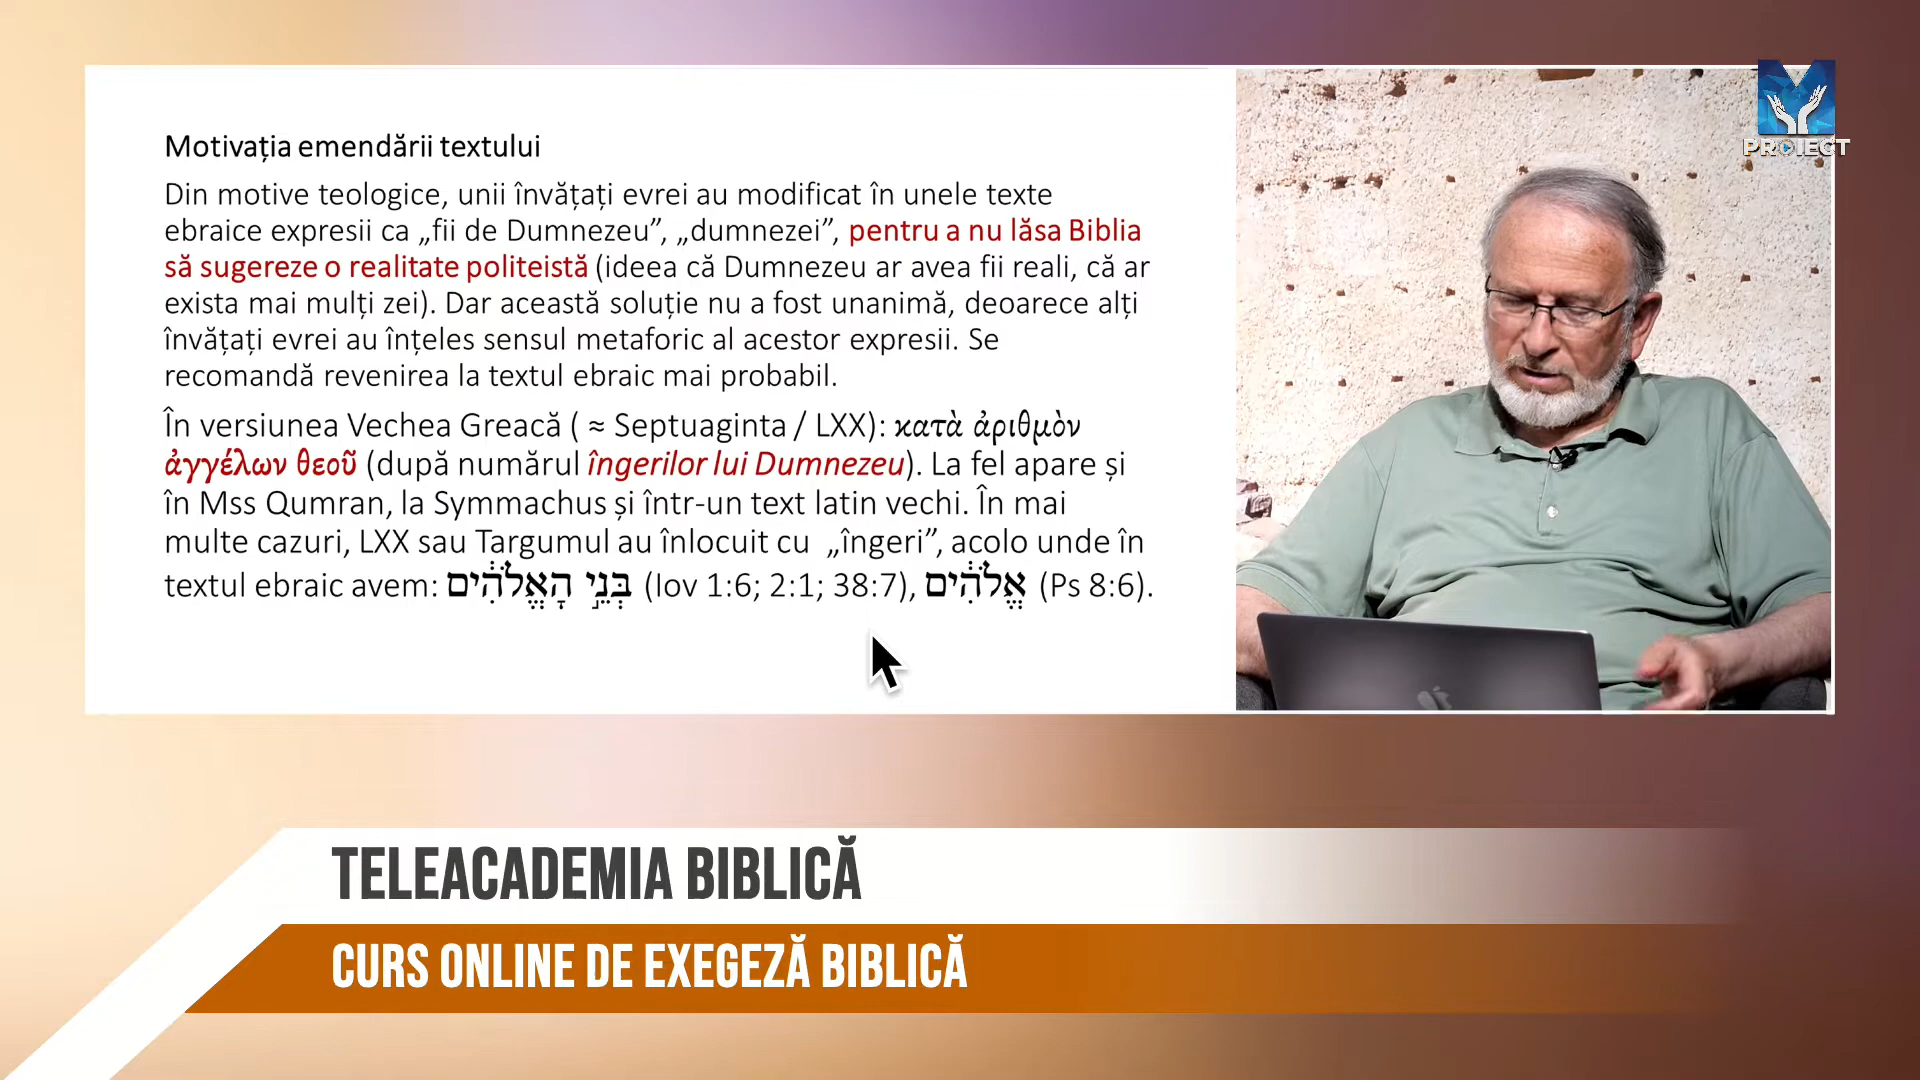 Motivația emendării textului
Din motive teologice, unii învățați evrei au modificat în unele texte
ebraice expresii ca „fii de Dumnezeu”, „dumnezei”, pentru a nu lăsa Biblia
să sugereze o realitate politeistă (ideea că Dumnezeu ar avea fii reali, că ar
exista mai mulți zei). Dar această soluție nu a fost unanimă, deoarece alți
învățați evrei au înțeles sensul metaforic al acestor expresii. Se
recomandă revenirea la textul ebraic mai probabil.
În versiunea Vechea Greacă ( ≈ Septuaginta / LXX): κατὰ ἀριθμὸν
ἀγγέλων θεοῦ (după numărul îngerilor lui Dumnezeu). La fel apare și
în Mss Qumran, la Symmachus și într-un text latin vechi. În mai
multe cazuri, LXX sau Targumul au înlocuit cu „îngeri”, acolo unde în
textul ebraic avem: בְּנֵ֣י הָאֱלֹהִ֔ים (Iov 1:6; 2:1; 38:7), אֱלֹהִ֔ים (Ps 8:6).
PROIECT
TELEACADEMIA BIBLICĂ
CURS ONLINE DE EXEGEZĂ BIBLICĂ